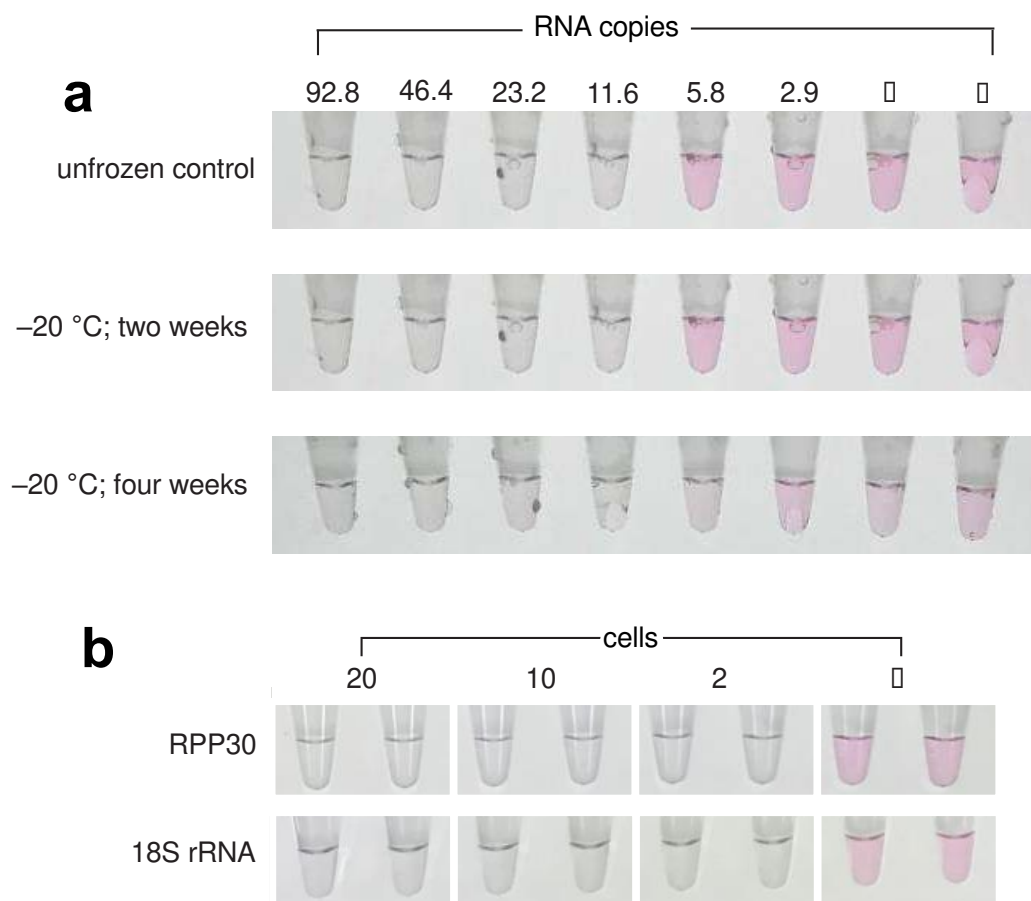 RNA copies
a
92.8 46.4 23.2 11.6 5.8 2.9 ▯ ▯
unfrozen control
–20 °C; two weeks
–20 °C; four weeks
b
cells
20 10 2 ▯
RPP30
18S rRNA